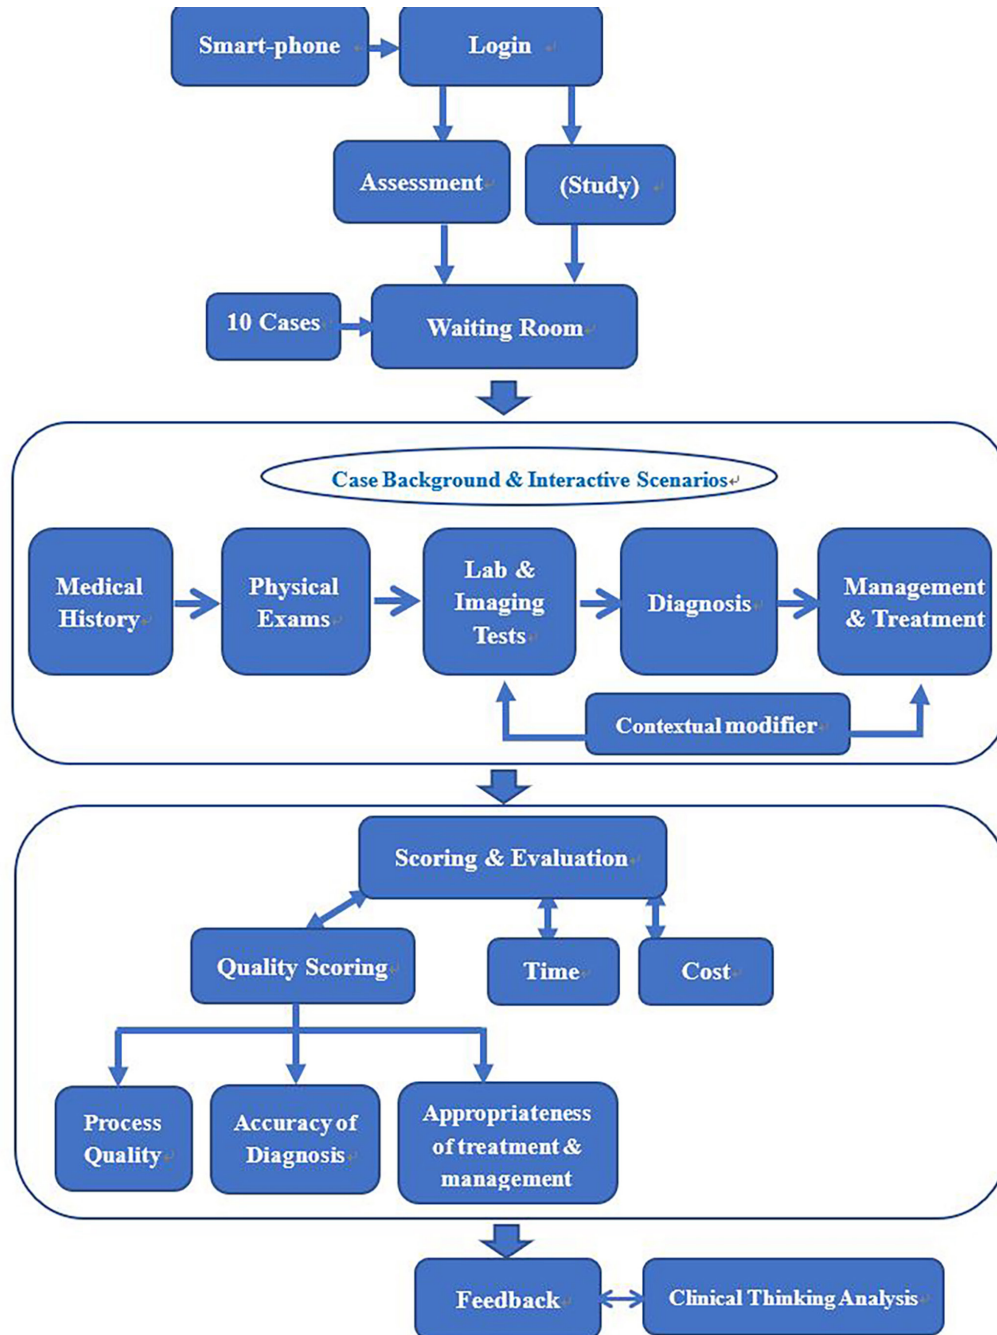 Smart-phone
Login
Assessment
(Study)
10 Cases
Waiting Room
Case Background & Interactive Scenarios
Medical
History
Physical
Exams
Lab &
Imaging
Tests
Diagnosis
Management
& Treatment
Contextual modifier
Scoring & Evaluation
Quality Scoring
Time
Cost
Process
Quality
Accuracy of
Diagnosis
Appropriateness
of treatment &
management
Feedback
Clinical Thinking Analysis